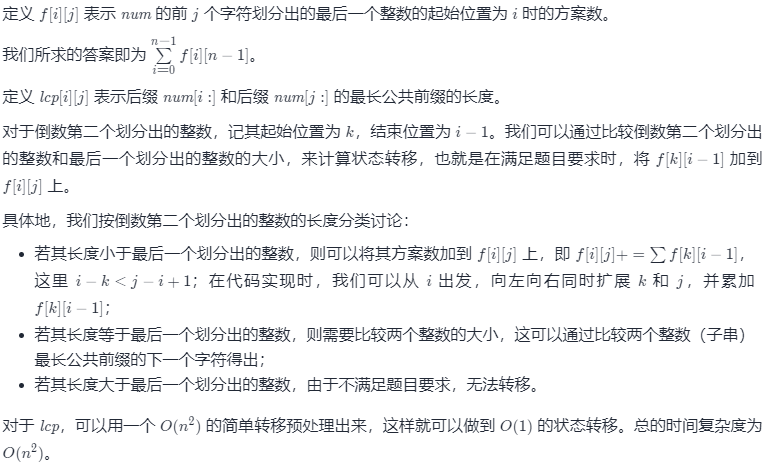 定义 f[i][j] 表示 num 的前 j 个字符划分出的最后一个整数的起始位置为 i 时的方案数。
我们所求的答案即为 \sum_{i=0}^{n-1} f[i][n-1]。
定义 lcp[i][j] 表示后缀 num[i:] 和后缀 num[j:] 的最长公共前缀的长度。
对于倒数第二个划分出的整数，记其起始位置为 k，结束位置为 i-1。我们可以通过比较倒数第二个划分出
的整数和最后一个划分出的整数的大小，来计算状态转移，也就是在满足题目要求时，将 f[k][i-1] 加到
f[i][j] 上。
具体地，我们按倒数第二个划分出的整数的长度分类讨论：
• 若其长度小于最后一个划分出的整数，则可以将其方案数加到 f[i][j] 上，即 f[i][j]+=∑f[k][i-1]，
这里 i-k<j-i+1；在代码实现时，我们可以从 i 出发，向左向右同时扩展 k 和 j，并累加
f[k][i-1]；
• 若其长度等于最后一个划分出的整数，则需要比较两个整数的大小，这可以通过比较两个整数（子串）
最长公共前缀的下一个字符得出；
• 若其长度大于最后一个划分出的整数，由于不满足题目要求，无法转移。
对于 lcp，可以用一个 O(n²) 的简单转移预处理出来，这样就可以做到 O(1) 的状态转移。总的时间复杂度为
O(n²)。